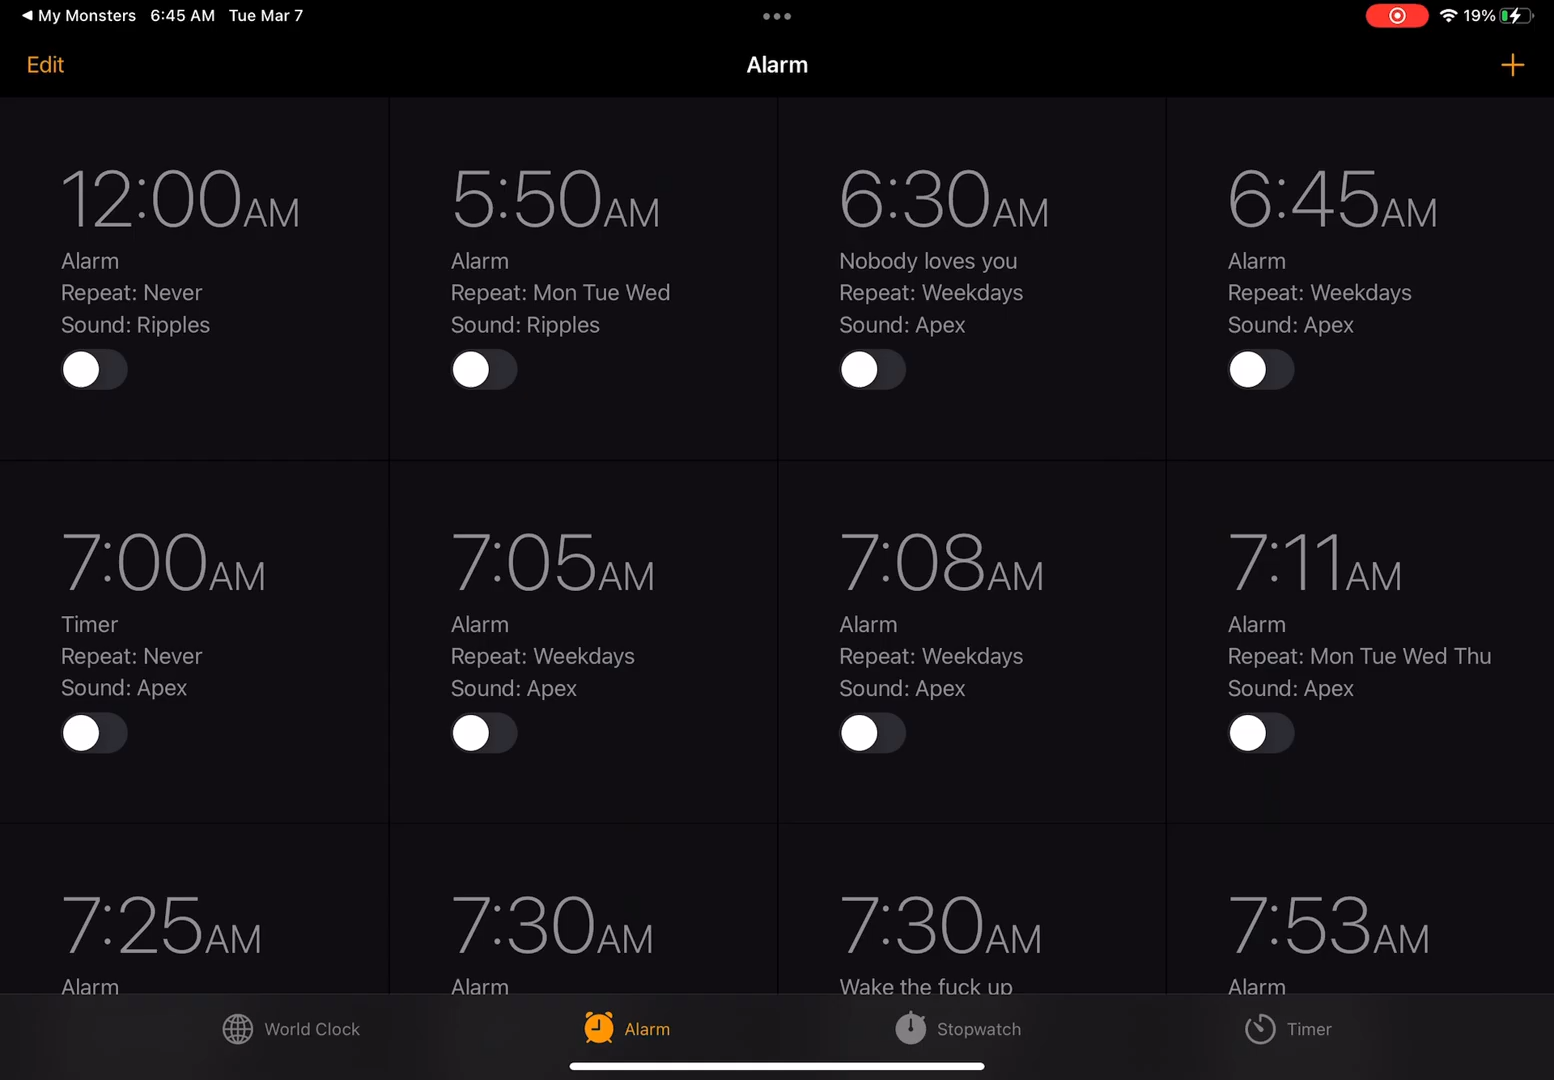 My Monsters 6:45 AM Tue Mar 7
19%
Edit
Alarm
12:00AM
Alarm
Repeat: Never
Sound: Ripples
5:50AM
Alarm
Repeat: Mon Tue Wed
Sound: Ripples
6:30AM
Nobody loves you
Repeat: Weekdays
Sound: Apex
6:45AM
Alarm
Repeat: Weekdays
Sound: Apex
7:00AM
Timer
Repeat: Never
Sound: Apex
7:05AM
Alarm
Repeat: Weekdays
Sound: Apex
7:08AM
Alarm
Repeat: Weekdays
Sound: Apex
7:11AM
Alarm
Repeat: Mon Tue Wed Thu
Sound: Apex
7:25AM
Alarm
7:30AM
Alarm
7:30AM
Wake the fuck up
7:53AM
Alarm
World Clock
Alarm
Stopwatch
Timer